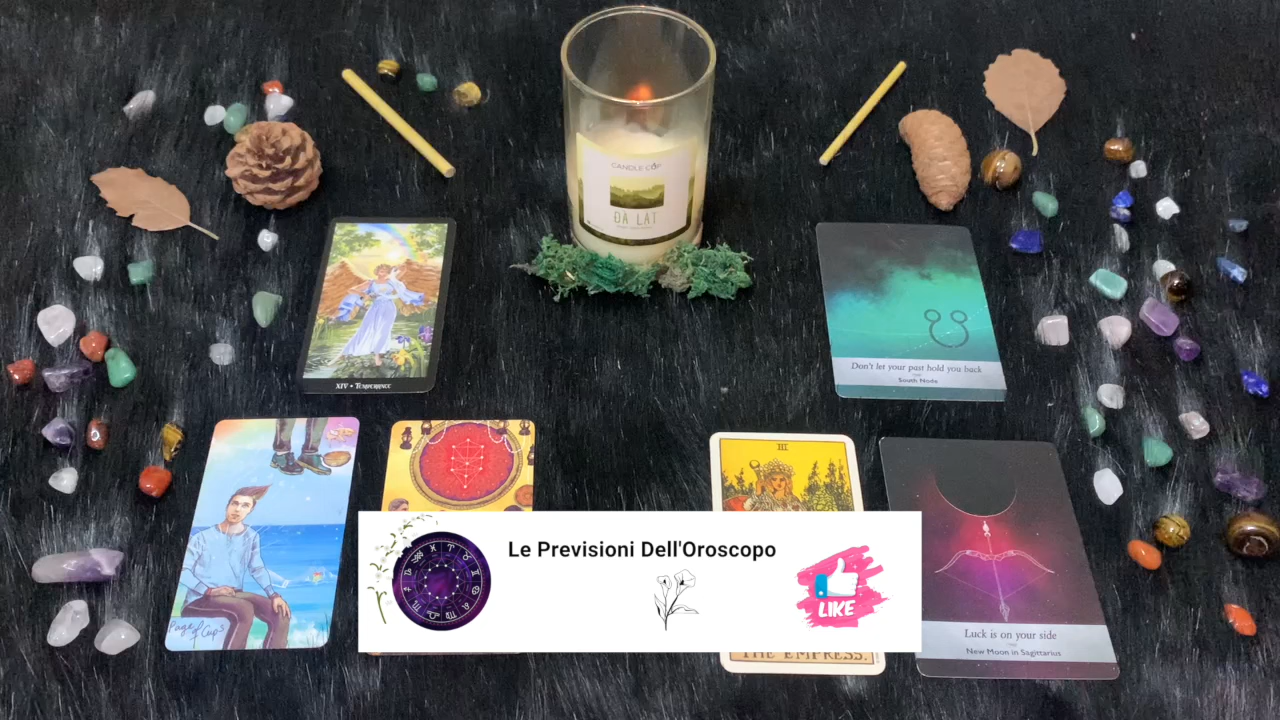 CANDLE CUP
ĐÀ LẠT
XIV • TEMPERANCE
Don't let your past hold you back
South Node
III
Le Previsioni Dell'Oroscopo
LIKE
Page of Cups
THE EMPRESS.
Luck is on your side
New Moon in Sagittarius